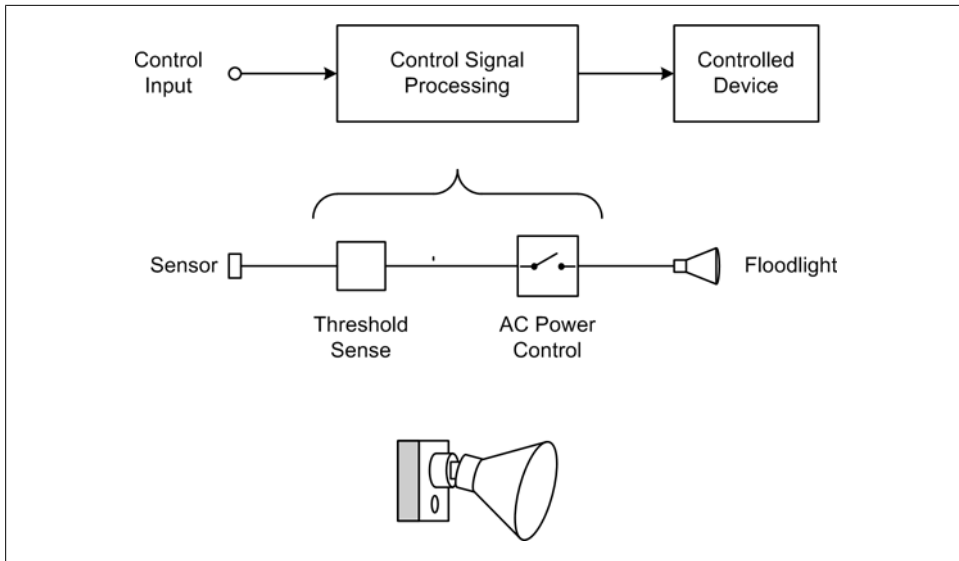 Control
Input
Control Signal
Processing
Controlled
Device
Sensor
Floodlight
Threshold
Sense
AC Power
Control